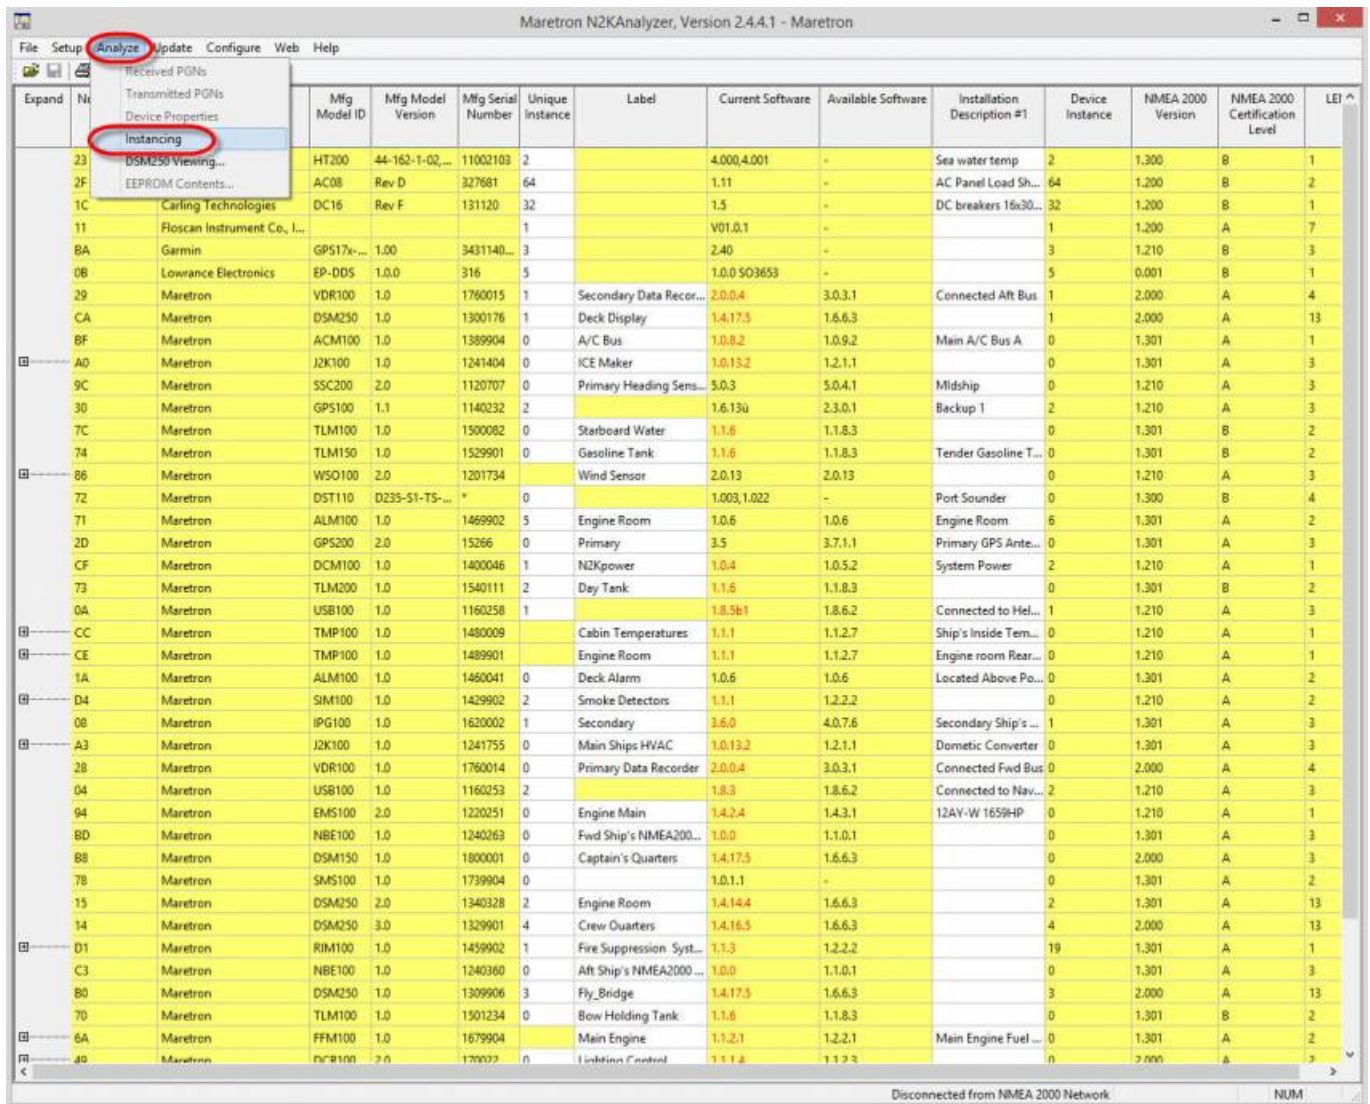 Maretron N2KAnalyzer, Version 2.4.4.1 - Maretron
File Setup Analyze Update Configure Web Help
Received PGNs
Transmitted PGNs
Device Properties
Instancing
DSM250 Viewing...
EEPROM Contents...
Expand Mfg Model ID Mfg Model Version Mfg Serial Number Unique Instance Label Current Software Available Software Installation Description #1 Device Instance NMEA 2000 Version NMEA 2000 Certification Level
23 HT200 44-162-1-02,... 11002103 2 4.000,4.001 - Sea water temp 2 1.300 B 1
2F AC08 Rev D 327681 64 1.11 - AC Panel Load Sh... 64 1.200 B 2
1C Carling Technologies DC16 Rev F 131120 32 1.5 - DC breakers 16x30... 32 1.200 B 1
11 Floscan Instrument Co., I... 1 V01.0.1 - 1 1.200 A 7
BA Garmin GPS17x-... 1.00 3431140... 3 2.40 - 3 1.210 B 3
0B Lowrance Electronics EP-DDS 1.0.0 316 5 1.0.0 SO3653 - 5 0.001 B 1
29 Maretron VDR100 1.0 1760015 1 Secondary Data Recor... 2.0.0.4 3.0.3.1 Connected Aft Bus 1 2.000 A 4
CA Maretron DSM250 1.0 1300176 1 Deck Display 1.4.17.5 1.6.6.3 1 2.000 A 13
BF Maretron ACM100 1.0 1389904 0 A/C Bus 1.0.8.2 1.0.9.2 Main A/C Bus A 0 1.301 A 1
A0 Maretron J2K100 1.0 1241404 0 ICE Maker 1.0.13.2 1.2.1.1 0 1.301 A 3
9C Maretron SSC200 2.0 1120707 0 Primary Heading Sens... 5.0.3 5.0.4.1 MIdship 0 1.210 A 3
30 Maretron GPS100 1.1 1140232 2 1.6.13ü 2.3.0.1 Backup 1 2 1.210 A 3
7C Maretron TLM100 1.0 1500082 0 Starboard Water 1.1.6 1.1.8.3 0 1.301 B 2
74 Maretron TLM150 1.0 1529901 0 Gasoline Tank 1.1.6 1.1.8.3 Tender Gasoline T... 0 1.301 B 2
86 Maretron WSO100 2.0 1201734 Wind Sensor 2.0.13 2.0.13 0 1.210 A 3
72 Maretron DST110 D235-S1-TS-... * 0 1.003,1.022 - Port Sounder 0 1.300 B 4
71 Maretron ALM100 1.0 1469902 5 Engine Room 1.0.6 1.0.6 Engine Room 6 1.301 A 2
2D Maretron GPS200 2.0 15266 0 Primary 3.5 3.7.1.1 Primary GPS Ante... 0 1.301 A 3
CF Maretron DCM100 1.0 1400046 1 N2Kpower 1.0.4 1.0.5.2 System Power 2 1.210 A 1
73 Maretron TLM200 1.0 1540111 2 Day Tank 1.1.6 1.1.8.3 0 1.301 B 2
0A Maretron USB100 1.0 1160258 1 1.8.5b1 1.8.6.2 Connected to Hel... 1 1.210 A 3
CC Maretron TMP100 1.0 1480009 Cabin Temperatures 1.1.1 1.1.2.7 Ship's Inside Tem... 0 1.210 A 1
CE Maretron TMP100 1.0 1489901 Engine Room 1.1.1 1.1.2.7 Engine room Rear... 0 1.210 A 1
1A Maretron ALM100 1.0 1460041 0 Deck Alarm 1.0.6 1.0.6 Located Above Po... 0 1.301 A 2
D4 Maretron SIM100 1.0 1429902 2 Smoke Detectors 1.1.1 1.2.2.2 0 1.210 A 2
08 Maretron IPG100 1.0 1620002 1 Secondary 3.6.0 4.0.7.6 Secondary Ship's ... 1 1.301 A 3
A3 Maretron J2K100 1.0 1241755 0 Main Ships HVAC 1.0.13.2 1.2.1.1 Dometic Converter 0 1.301 A 3
28 Maretron VDR100 1.0 1760014 0 Primary Data Recorder 2.0.0.4 3.0.3.1 Connected Fwd Bus 0 2.000 A 4
04 Maretron USB100 1.0 1160253 2 1.8.3 1.8.6.2 Connected to Nav... 2 1.210 A 3
94 Maretron EMS100 2.0 1220251 0 Engine Main 1.4.2.4 1.4.3.1 12AY-W 1659HP 0 1.210 A 1
BD Maretron NBE100 1.0 1240263 0 Fwd Ship's NMEA200... 1.0.0 1.1.0.1 0 1.301 A 3
B8 Maretron DSM150 1.0 1800001 0 Captain's Quarters 1.4.17.5 1.6.6.3 0 2.000 A 3
78 Maretron SMS100 1.0 1739904 0 1.0.1.1 - 0 1.301 A 2
15 Maretron DSM250 2.0 1340328 2 Engine Room 1.4.14.4 1.6.6.3 2 1.301 A 13
14 Maretron DSM250 3.0 1329901 4 Crew Quarters 1.4.16.5 1.6.6.3 4 2.000 A 13
D1 Maretron RIM100 1.0 1459902 1 Fire Suppression Syst... 1.1.3 1.2.2.2 19 1.301 A 1
C3 Maretron NBE100 1.0 1240360 0 Aft Ship's NMEA2000 ... 1.0.0 1.1.0.1 0 1.301 A 3
B0 Maretron DSM250 1.0 1309906 3 Fly_Bridge 1.4.17.5 1.6.6.3 3 2.000 A 13
70 Maretron TLM100 1.0 1501234 0 Bow Holding Tank 1.1.6 1.1.8.3 0 1.301 B 2
6A Maretron FFM100 1.0 1679904 Main Engine 1.1.2.1 1.2.2.1 Main Engine Fuel ... 0 1.301 A 2
49 Maretron DCR100 2.0 170022 0 Lighting Control 1.1.1.4 1.1.2.3 0 2.000 A 2
Disconnected from NMEA 2000 Network NUM